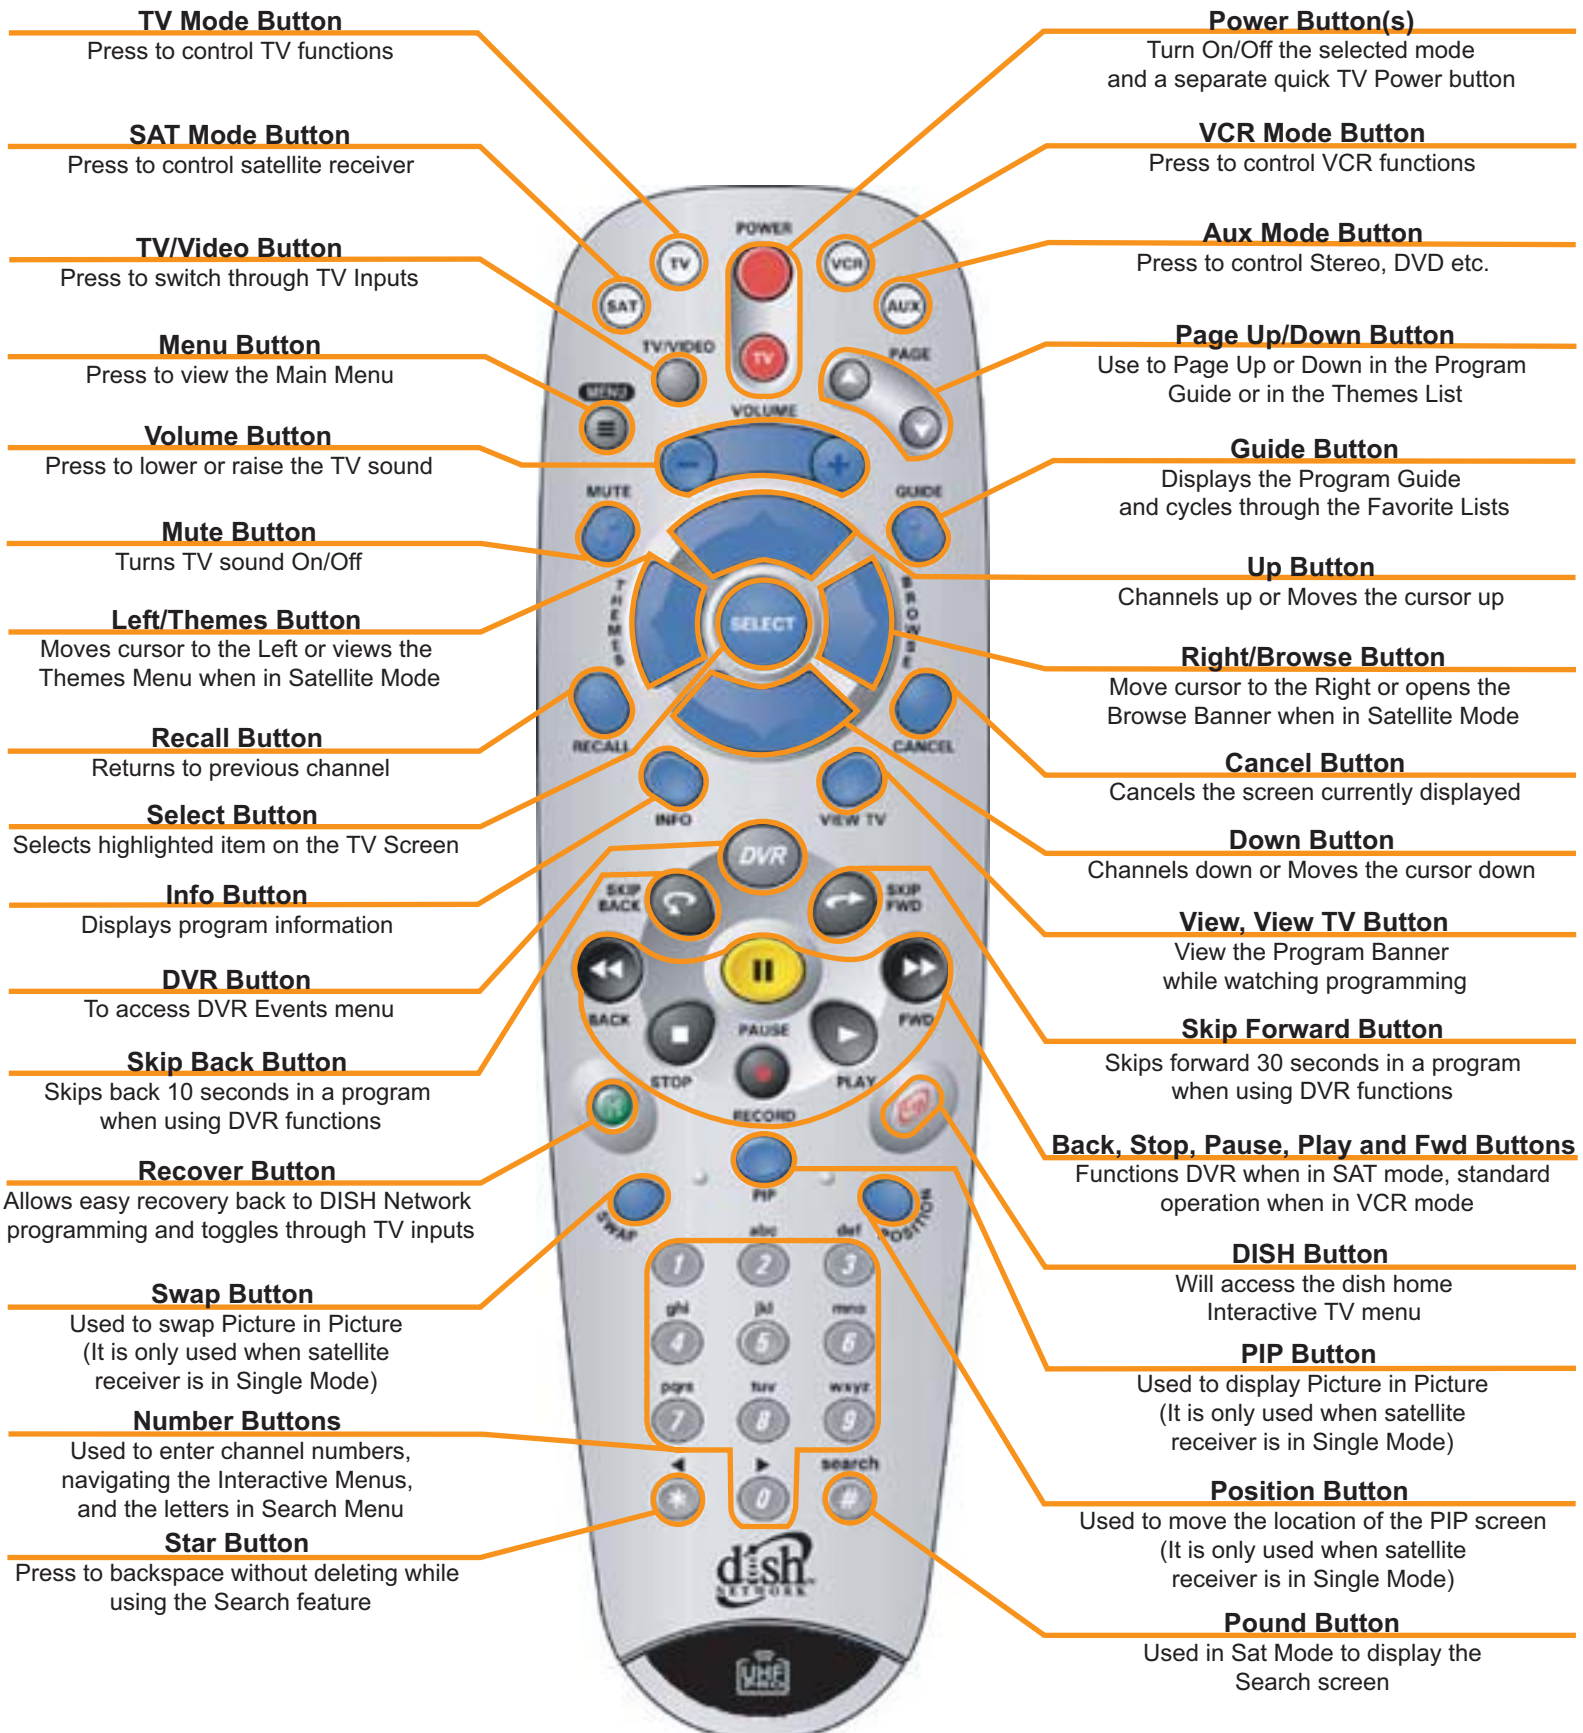 TV Mode Button
Press to control TV functions
SAT Mode Button
Press to control satellite receiver
TV/Video Button
Press to switch through TV Inputs
Menu Button
Press to view the Main Menu
Volume Button
Press to lower or raise the TV sound
Mute Button
Turns TV sound On/Off
Left/Themes Button
Moves cursor to the Left or views the
Themes Menu when in Satellite Mode
Recall Button
Returns to previous channel
Select Button
Selects highlighted item on the TV Screen
Info Button
Displays program information
DVR Button
To access DVR Events menu
Skip Back Button
Skips back 10 seconds in a program
when using DVR functions
Recover Button
Allows easy recovery back to DISH Network
programming and toggles through TV inputs
Swap Button
Used to swap Picture in Picture
(It is only used when satellite
receiver is in Single Mode)
Number Buttons
Used to enter channel numbers,
navigating the Interactive Menus,
and the letters in Search Menu
Star Button
Press to backspace without deleting while
using the Search feature
POWER
TV
VCR
SAT
AUX
TV/VIDEO
TV
PAGE
MENU
VOLUME
- +
MUTE
GUIDE
THEMES
SELECT
BROWSE
RECALL
CANCEL
INFO
VIEW TV
DVR
SKIP
BACK
SKIP
FWD
BACK
PAUSE
FWD
STOP
PLAY
RECORD
PIP
SWAP
POSITION
abc
def
1
2
3
ghi
jkl
mno
4
5
6
pqrs
tuv
wxyz
7
8
9
search
*
0
#
dish
NETWORK
UHF
PRO
Power Button(s)
Turn On/Off the selected mode
and a separate quick TV Power button
VCR Mode Button
Press to control VCR functions
Aux Mode Button
Press to control Stereo, DVD etc.
Page Up/Down Button
Use to Page Up or Down in the Program
Guide or in the Themes List
Guide Button
Displays the Program Guide
and cycles through the Favorite Lists
Up Button
Channels up or Moves the cursor up
Right/Browse Button
Move cursor to the Right or opens the
Browse Banner when in Satellite Mode
Cancel Button
Cancels the screen currently displayed
Down Button
Channels down or Moves the cursor down
View, View TV Button
View the Program Banner
while watching programming
Skip Forward Button
Skips forward 30 seconds in a program
when using DVR functions
Back, Stop, Pause, Play and Fwd Buttons
Functions DVR when in SAT mode, standard
operation when in VCR mode
DISH Button
Will access the dish home
Interactive TV menu
PIP Button
Used to display Picture in Picture
(It is only used when satellite
receiver is in Single Mode)
Position Button
Used to move the location of the PIP screen
(It is only used when satellite
receiver is in Single Mode)
Pound Button
Used in Sat Mode to display the
Search screen